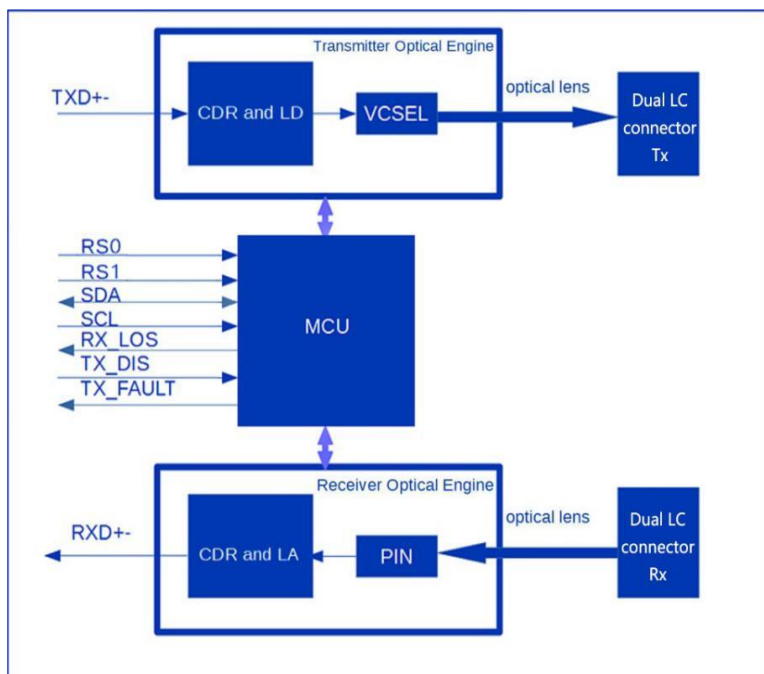 Transmitter Optical Engine
TXD+-
CDR and LD
VCSEL
optical lens
Dual LC
connector
Tx
RS0
RS1
SDA
SCL
RX_LOS
TX_DIS
TX_FAULT
MCU
Receiver Optical Engine
RXD+-
CDR and LA
PIN
optical lens
Dual LC
connector
Rx